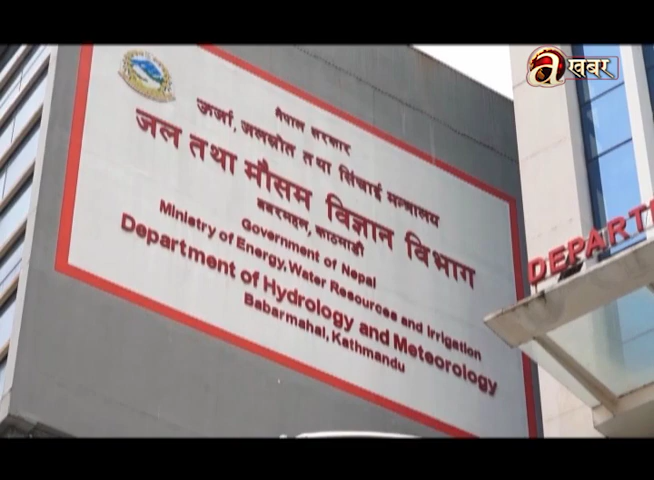 नेपाल सरकार
ऊर्जा, जलस्रोत तथा सिंचाई मन्त्रालय
जल तथा मौसम विज्ञान विभाग
बबरमहल, काठमाडौं
Government of Nepal
Ministry of Energy, Water Resources and Irrigation
Department of Hydrology and Meteorology
Babarmahal, Kathmandu
DEPARTM
a खबर